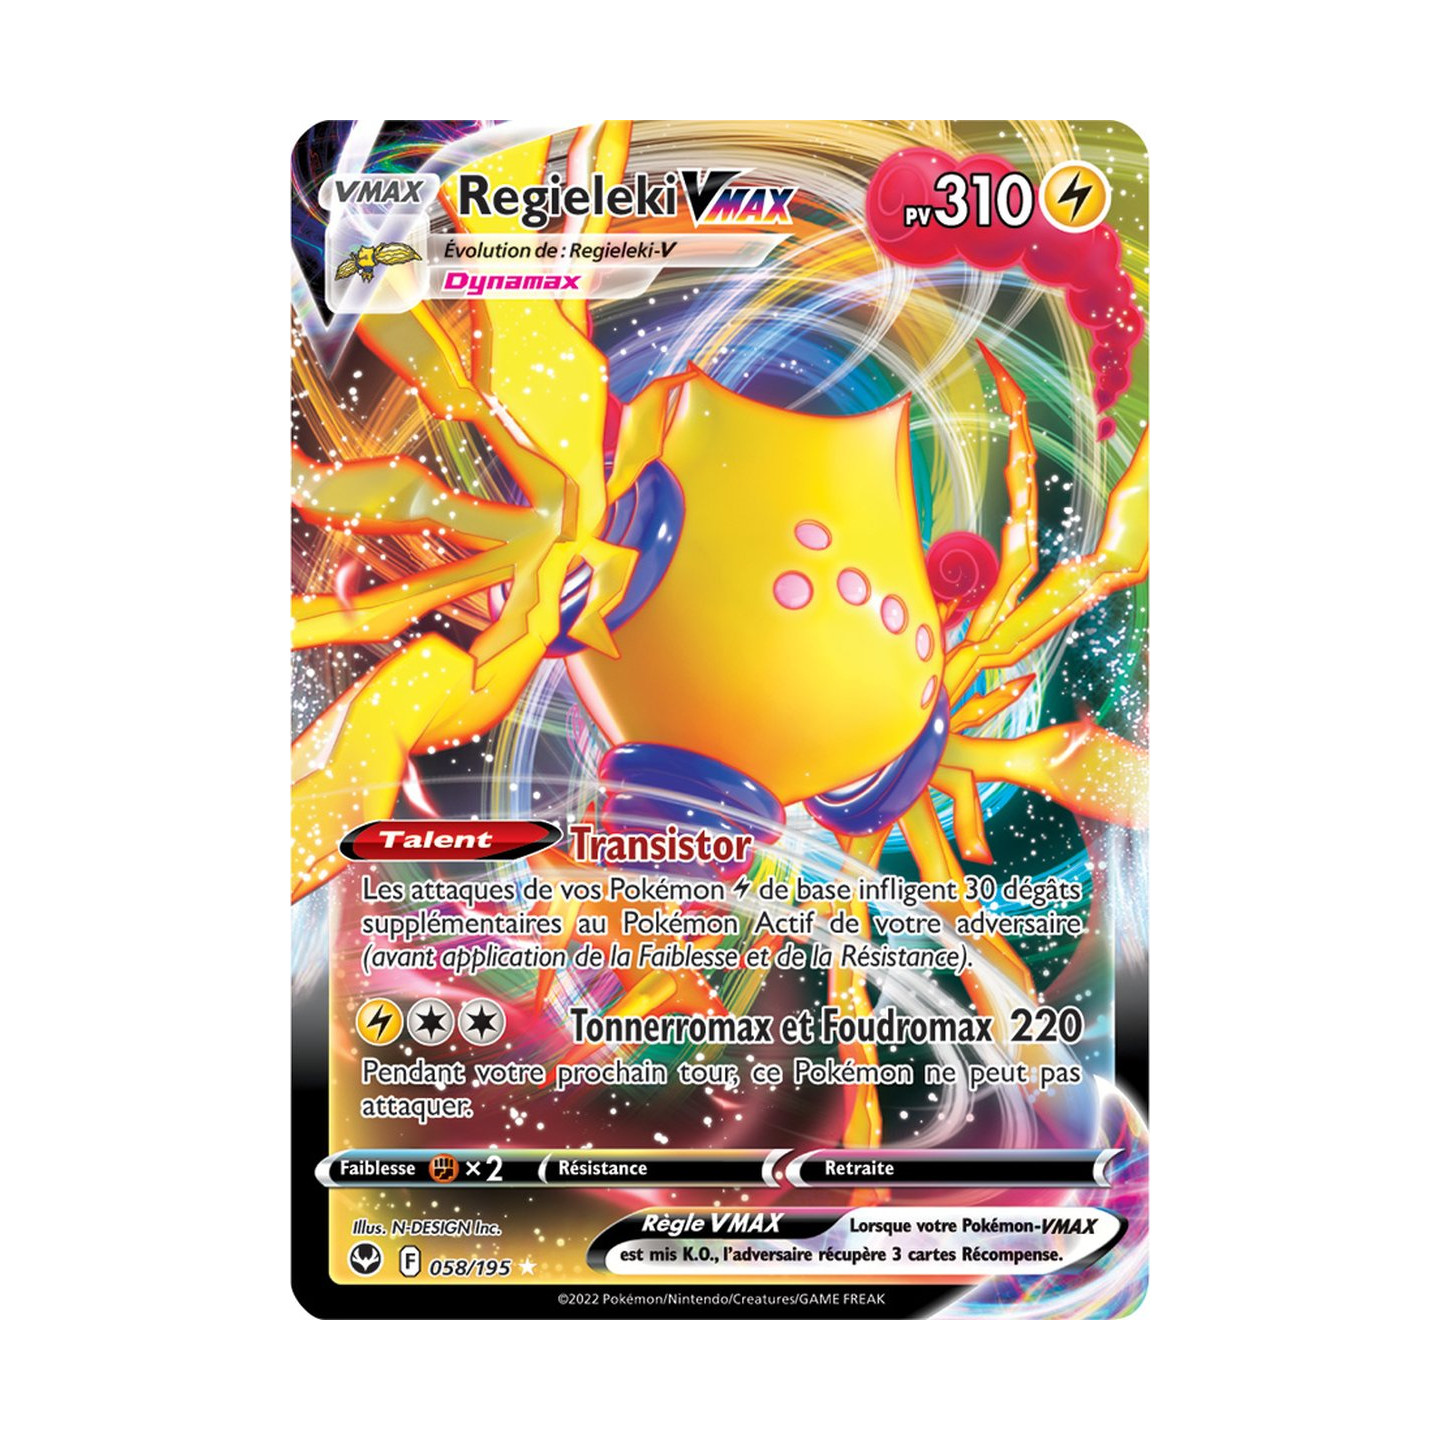 VMAX
Regieleki VMAX
PV 310
Évolution de : Regieleki-V
Dynamax
Talent Transistor
Les attaques de vos Pokémon de base infligent 30 dégâts
supplémentaires au Pokémon Actif de votre adversaire
(avant application de la Faiblesse et de la Résistance).
Tonnerromax et Foudromax 220
Pendant votre prochain tour, ce Pokémon ne peut pas
attaquer.
Faiblesse ×2 Résistance Retraite
Illus. N-DESIGN Inc.
Règle VMAX Lorsque votre Pokémon-VMAX
est mis K.O., l'adversaire récupère 3 cartes Récompense.
F 058/195
©2022 Pokémon/Nintendo/Creatures/GAME FREAK